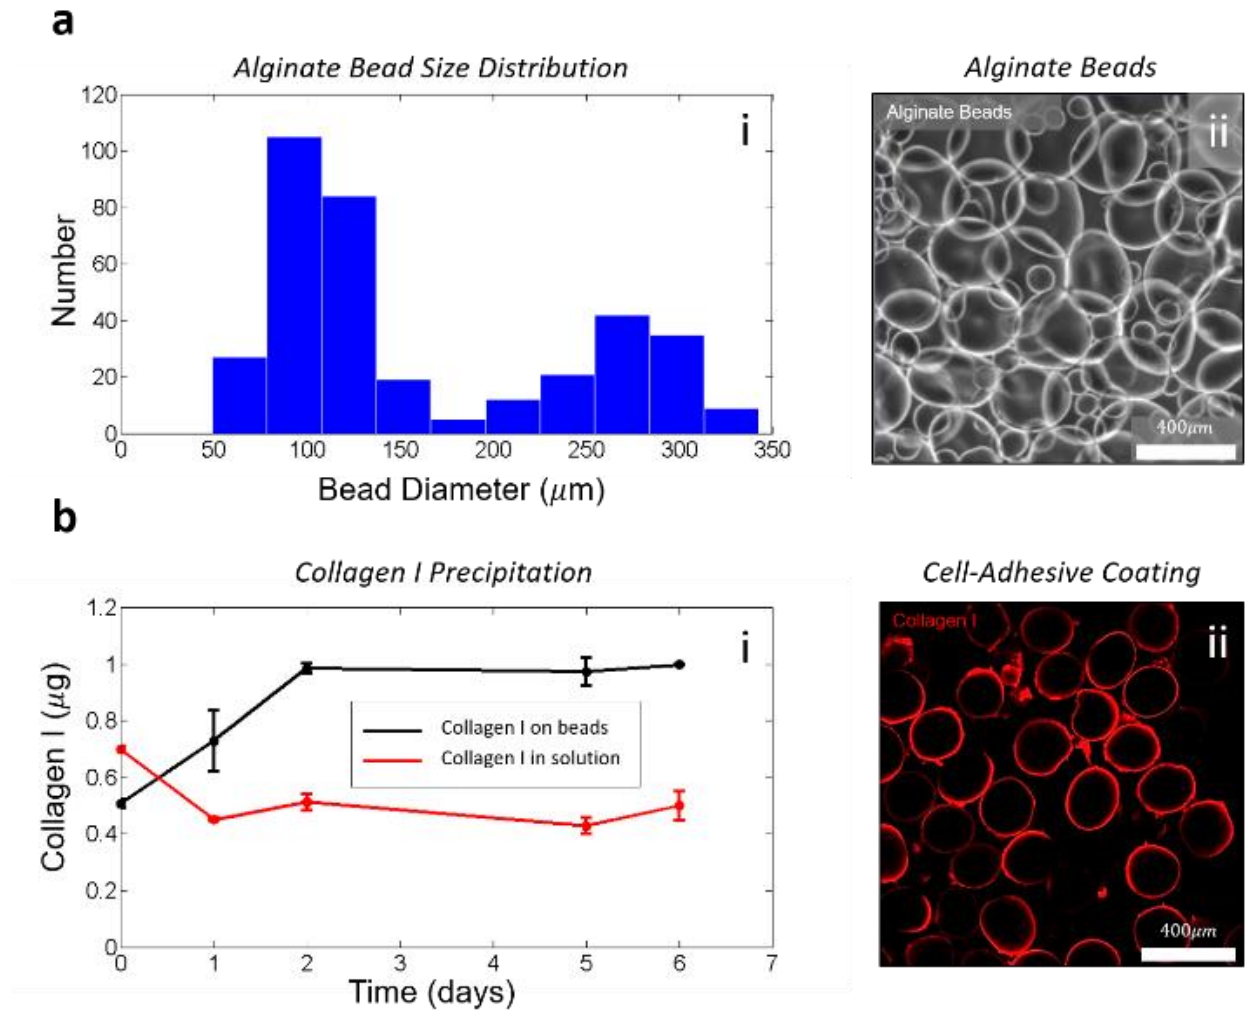 a
Alginate Bead Size Distribution
i
120
100
80
60
40
20
0
Number
0 50 100 150 200 250 300 350
Bead Diameter (μm)
Alginate Beads
Alginate Beads
ii
400μm
b
Collagen I Precipitation
i
1.2
1
0.8
0.6
0.4
0.2
0
Collagen I (μg)
Collagen I on beads
Collagen I in solution
0 1 2 3 4 5 6 7
Time (days)
Cell-Adhesive Coating
Collagen I
ii
400μm